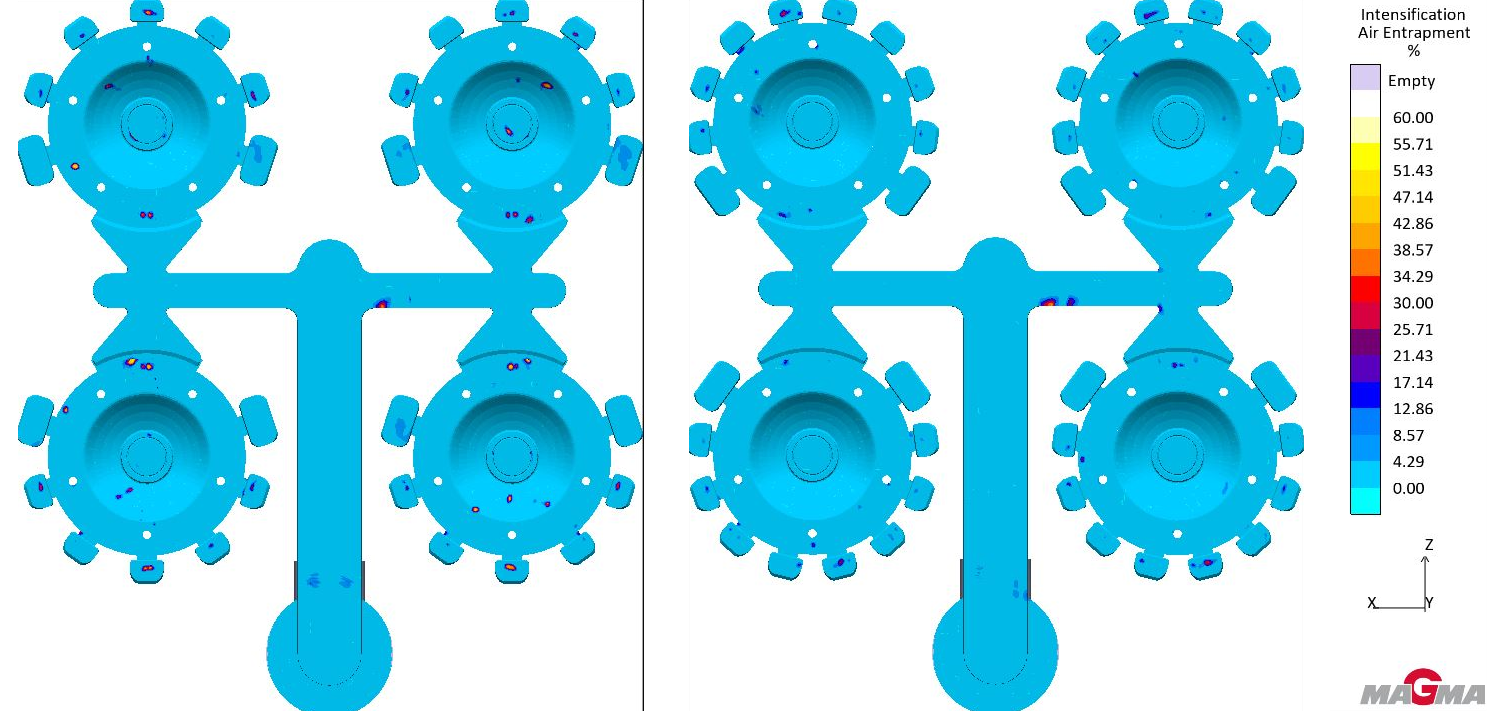 Intensification
Air Entrapment
%
Empty
60.00
55.71
51.43
47.14
42.86
38.57
34.29
30.00
25.71
21.43
17.14
12.86
8.57
4.29
0.00
Z
X
Y
MAGMA